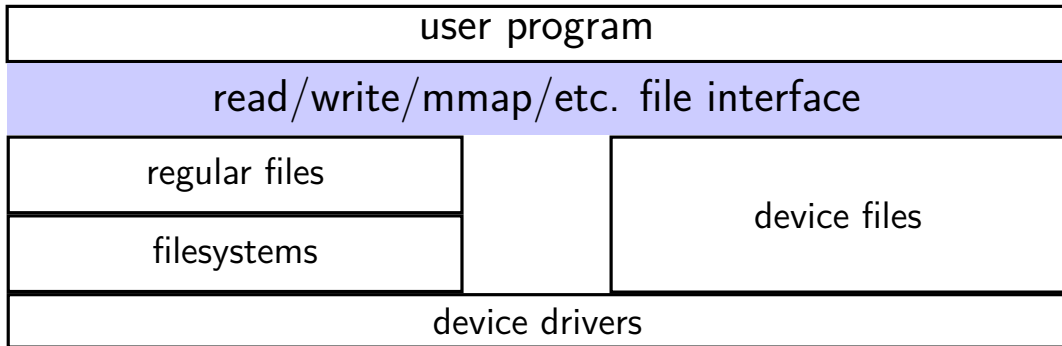 user program
read/write/mmap/etc. file interface
regular files
device files
filesystems
device drivers